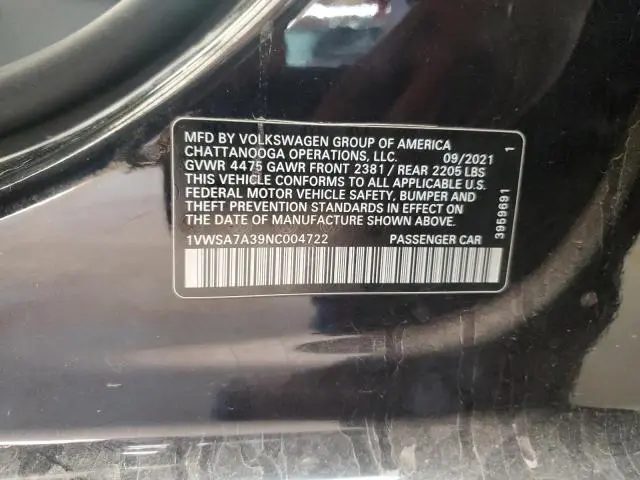 MFD BY VOLKSWAGEN GROUP OF AMERICA
CHATTANOOGA OPERATIONS, LLC. 09/2021 1
GVWR 4475 GAWR FRONT 2381 / REAR 2205 LBS
THIS VEHICLE CONFORMS TO ALL APPLICABLE U.S.
FEDERAL MOTOR VEHICLE SAFETY, BUMPER AND
THEFT PREVENTION STANDARDS IN EFFECT ON
THE DATE OF MANUFACTURE SHOWN ABOVE.
1VWSA7A39NC004722 PASSENGER CAR
3959691